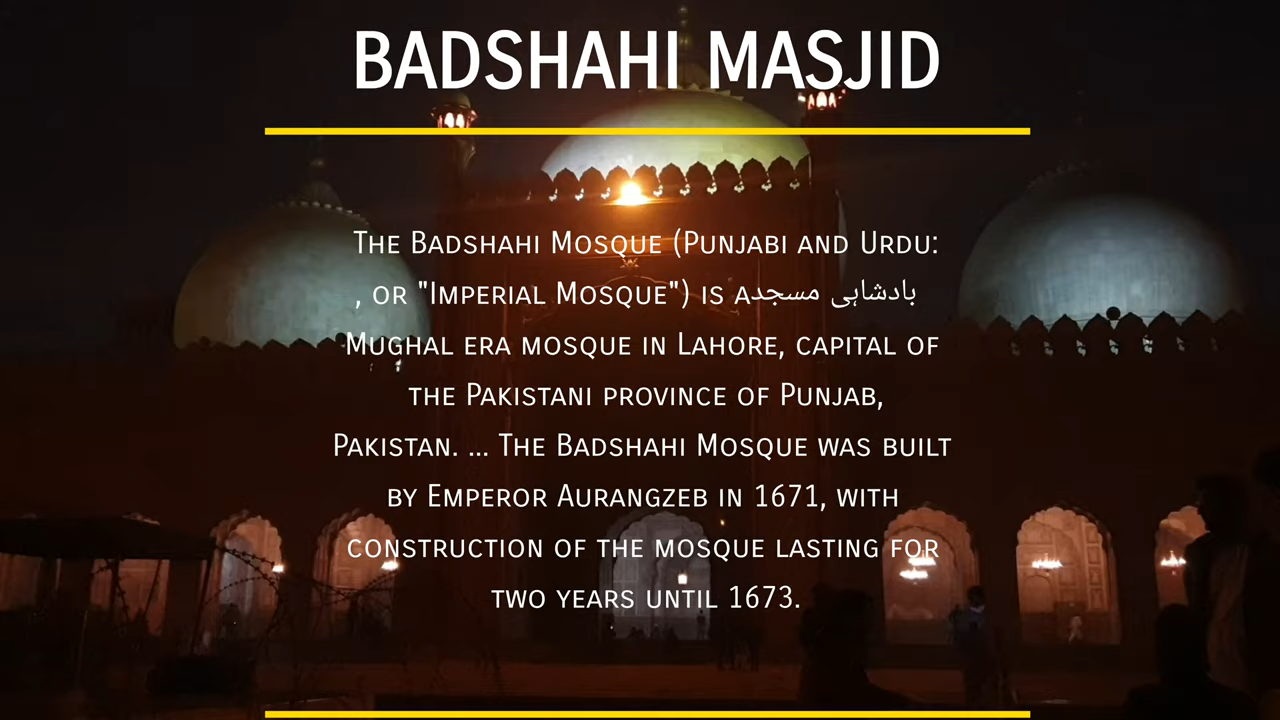 BADSHAHI MASJID
The Badshahi Mosque (Punjabi and Urdu:
, or "Imperial Mosque") is aبادشاہی مسجد
Mughal era mosque in Lahore, capital of
the Pakistani province of Punjab,
Pakistan. ... The Badshahi Mosque was built
by Emperor Aurangzeb in 1671, with
construction of the mosque lasting for
two years until 1673.